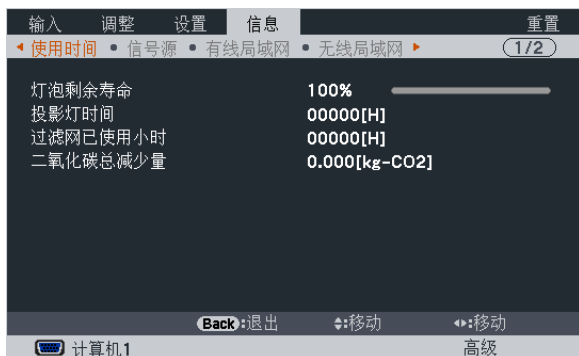 输入 调整 设置 信息 重置
使用时间 • 信号源 • 有线局域网 • 无线局域网 1/2
灯泡剩余寿命 100%
投影灯时间 00000[H]
过滤网已使用小时 00000[H]
二氧化碳总减少量 0.000[kg-CO2]
Back:退出 :移动 :移动
计算机1 高级